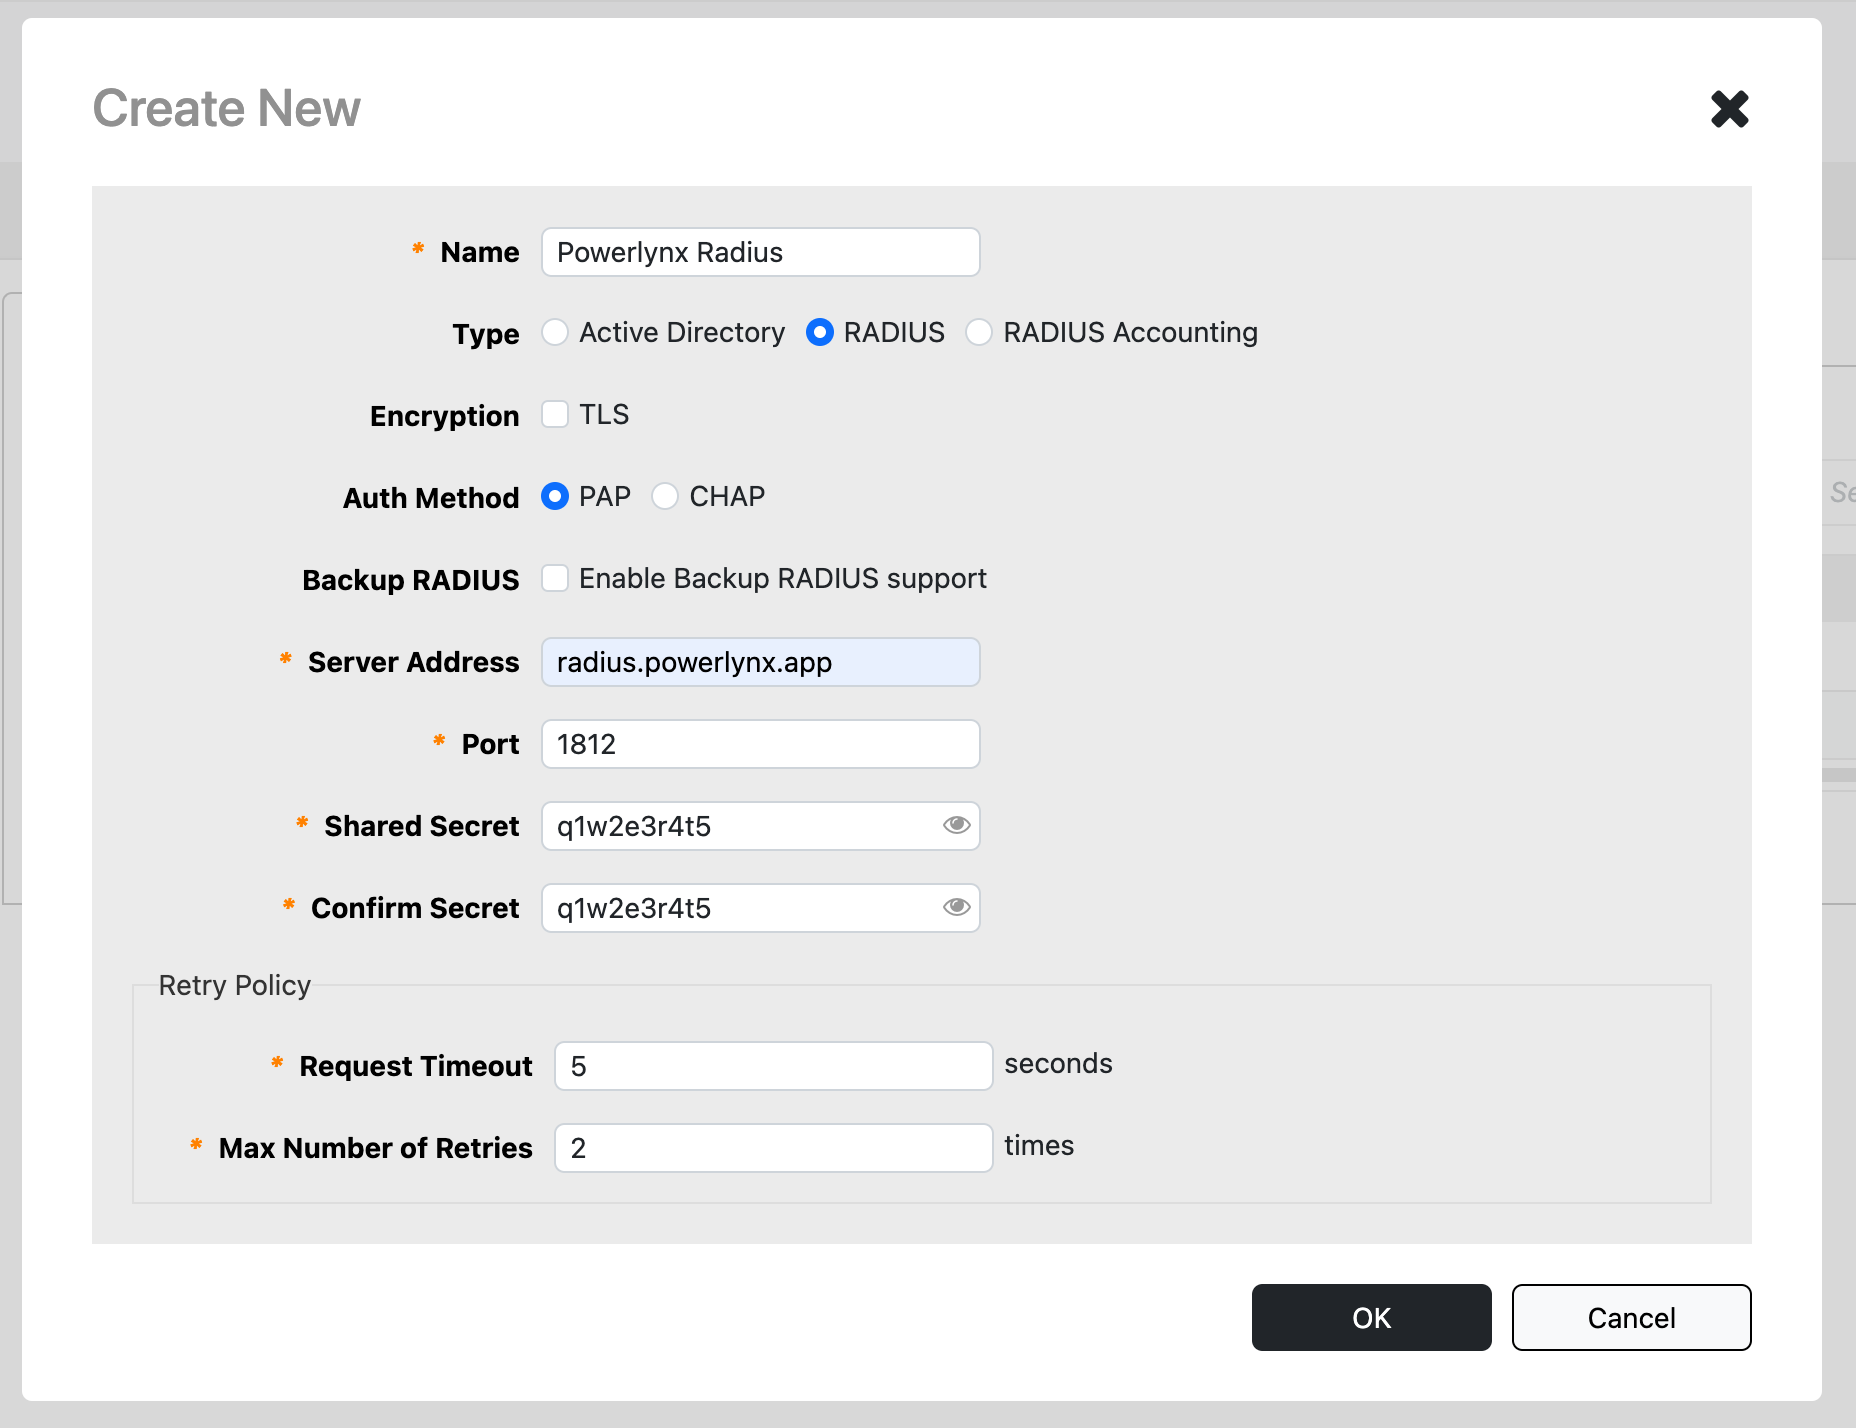 Create New
* Name Powerlynx Radius
Type Active Directory RADIUS RADIUS Accounting
Encryption TLS
Auth Method PAP CHAP
Se
Backup RADIUS Enable Backup RADIUS support
* Server Address radius.powerlynx.app
* Port 1812
* Shared Secret q1w2e3r4t5
* Confirm Secret q1w2e3r4t5
Retry Policy
* Request Timeout 5 seconds
* Max Number of Retries 2 times
OK Cancel